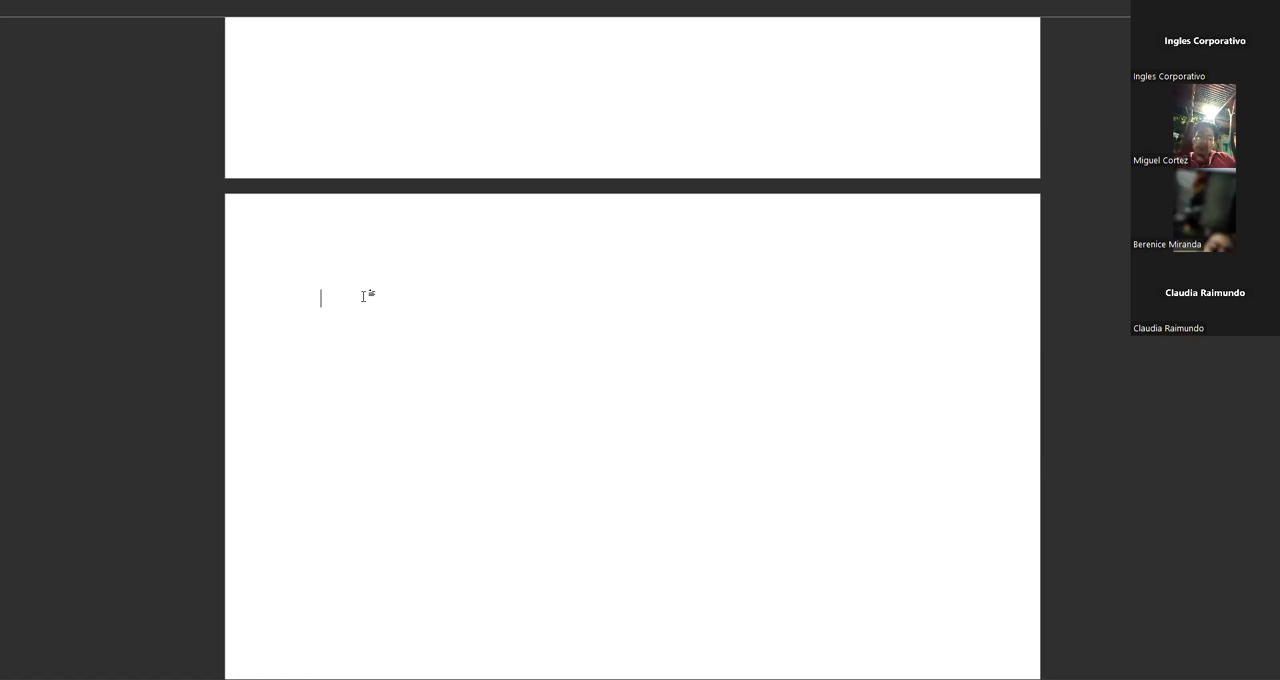 Ingles Corporativo
Ingles Corporativo
Miguel Cortez
Berenice Miranda
Claudia Raimundo
Claudia Raimundo